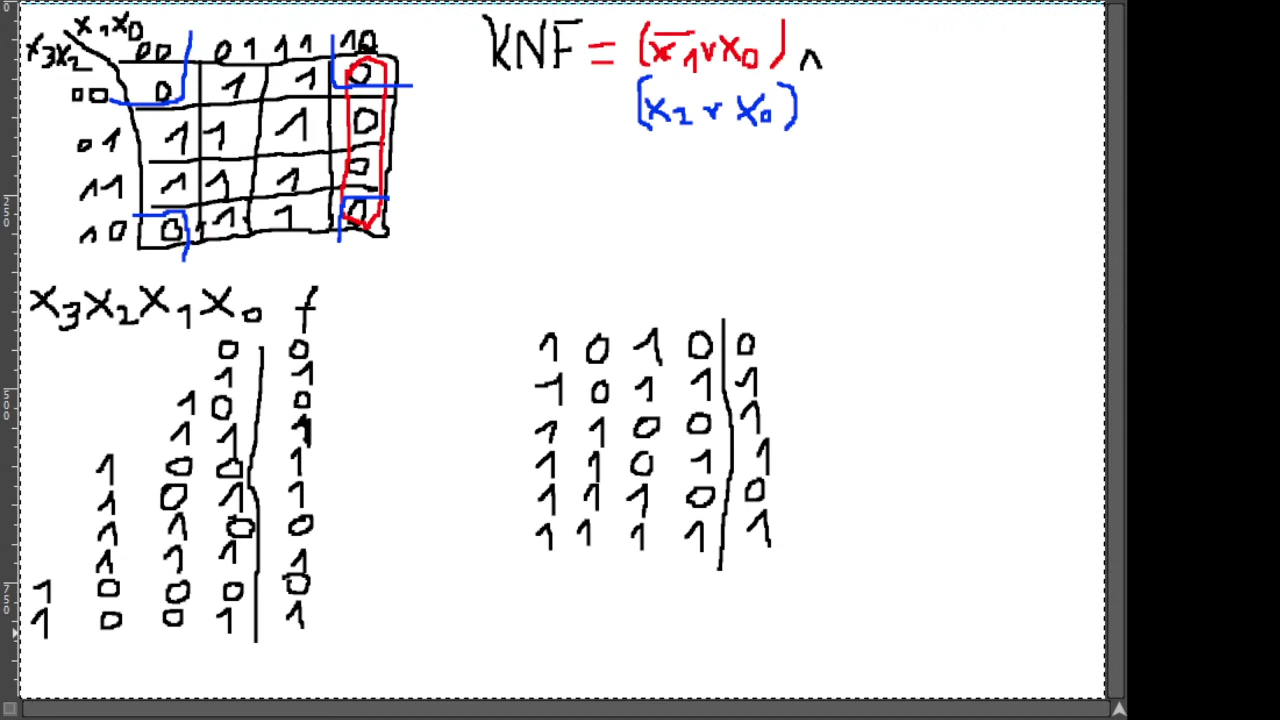 x₁x₀
x₃x₂
00 01 11 10
00 0 1 1 0
01 1 1 1 0
11 1 1 1 0
10 0 1 1 0
KNF = (x̅₁ ∨ x₀) ∧
(x₂ ∨ x₀)
x₃ x₂ x₁ x₀ f
0 0
1 1
1 0 0
1 1 1
1 0 0 1
1 0 1 1
1 1 0 0
1 1 1 1
1 0 0 0 0
1 0 0 1 1
1 0 1 0 0
1 0 1 1 1
1 1 0 0 1
1 1 0 1 1
1 1 1 0 0
1 1 1 1 1
0
250
500
750